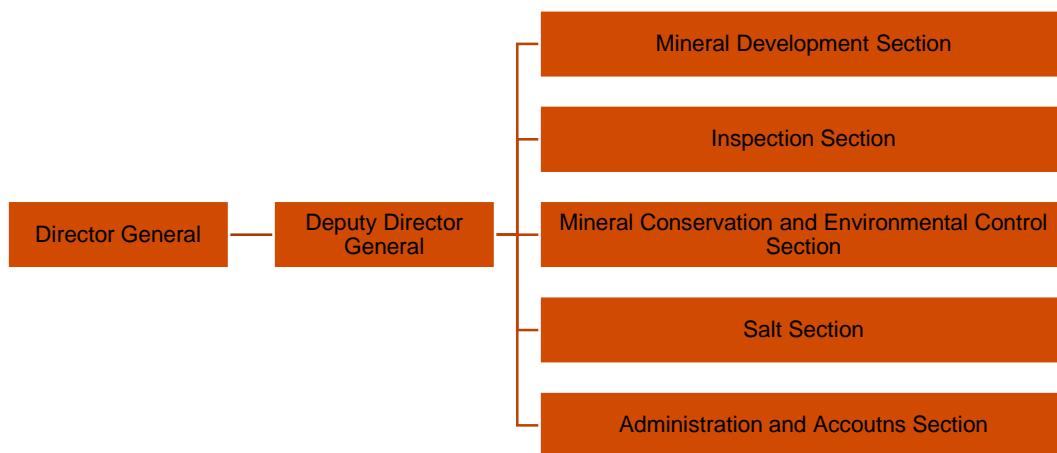 Director General
Deputy Director
General
Mineral Development Section
Inspection Section
Mineral Conservation and Environmental Control
Section
Salt Section
Administration and Accoutns Section